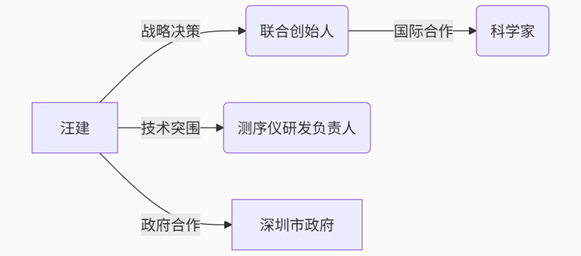 战略决策
联合创始人
国际合作
科学家
汪建
技术突围
测序仪研发负责人
政府合作
深圳市政府